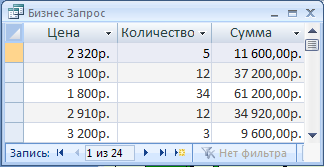 Бизнес Запрос
Цена Количество Сумма
2 320р. 5 11 600,00р.
3 100р. 12 37 200,00р.
1 800р. 34 61 200,00р.
2 910р. 12 34 920,00р.
3 200р. 3 9 600,00р.
Запись: 1 из 24 Нет фильтра